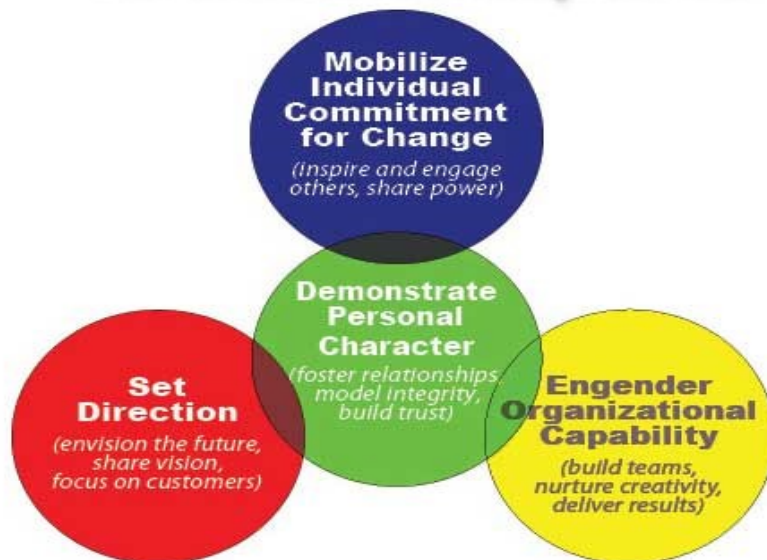 Mobilize
Individual
Commitment
for Change
(inspire and engage
others, share power)
Demonstrate
Personal
Character
(foster relationships,
model integrity,
build trust)
Set
Direction
(envision the future,
share vision,
focus on customers)
Engender
Organizational
Capability
(build teams,
nurture creativity,
deliver results)